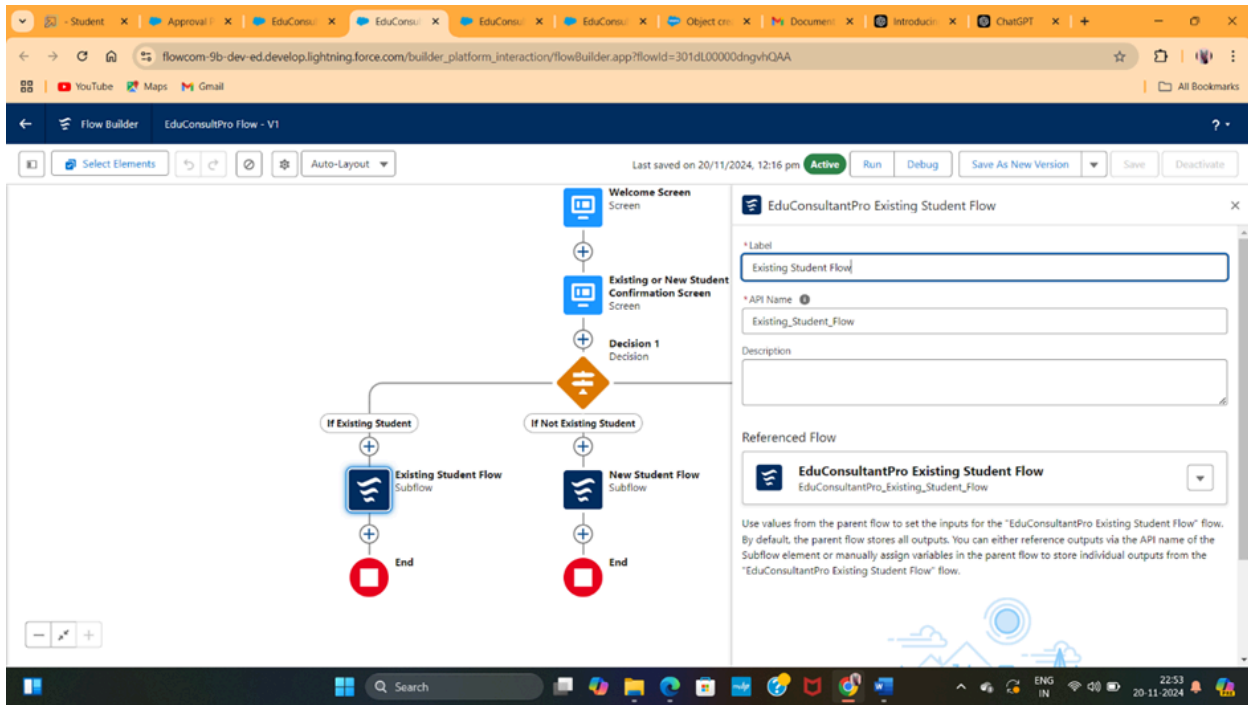 - Student
Approval P
EduConsu
EduConsul
EduConsul
EduConsul
Object cre
Document
Introducin
ChatGPT
flowcom-9b-dev-ed.develop.lightning.force.com/builder_platform_interaction/flowBuilder.app?flowId=301dL00000dngvhQAA
YouTube Maps Gmail
All Bookmarks
Flow Builder EduConsultPro Flow - V1
?
Select Elements Auto-Layout Last saved on 20/11/2024, 12:16 pm Active Run Debug Save As New Version Save Deactivate
Welcome Screen
Screen
Existing or New Student
Confirmation Screen
Screen
Decision 1
Decision
If Existing Student
If Not Existing Student
Existing Student Flow
Subflow
New Student Flow
Subflow
End
End
EduConsultantPro Existing Student Flow
*Label
Existing Student Flow
*API Name
Existing_Student_Flow
Description
Referenced Flow
EduConsultantPro Existing Student Flow
EduConsultantPro_Existing_Student_Flow
Use values from the parent flow to set the inputs for the "EduConsultantPro Existing Student Flow" flow.
By default, the parent flow stores all outputs. You can either reference outputs via the API name of the
Subflow element or manually assign variables in the parent flow to store individual outputs from the
"EduConsultantPro Existing Student Flow" flow.
Search
ENG
IN
22:53
20-11-2024